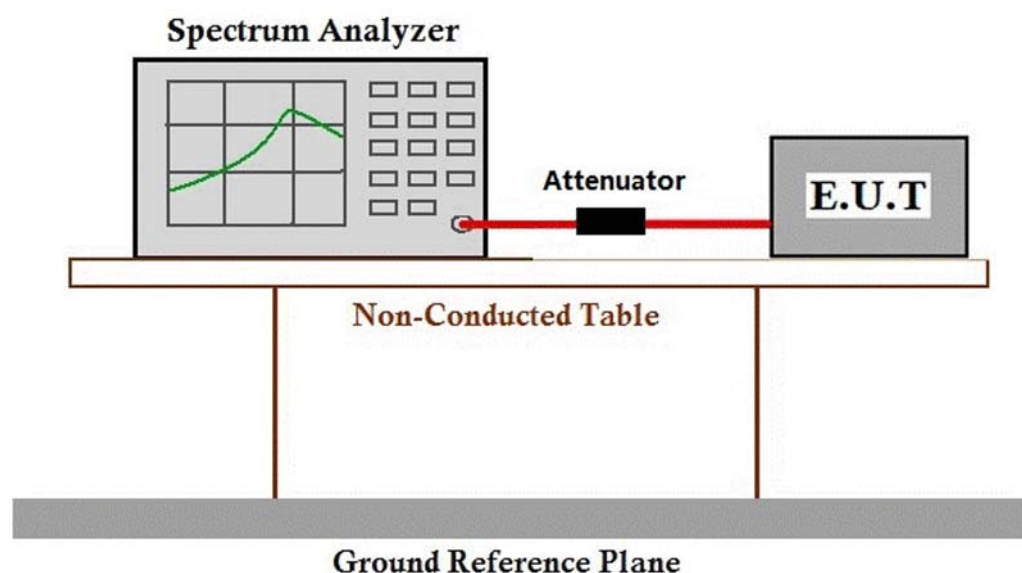 Spectrum Analyzer
Attenuator
E.U.T
Non-Conducted Table
Ground Reference Plane